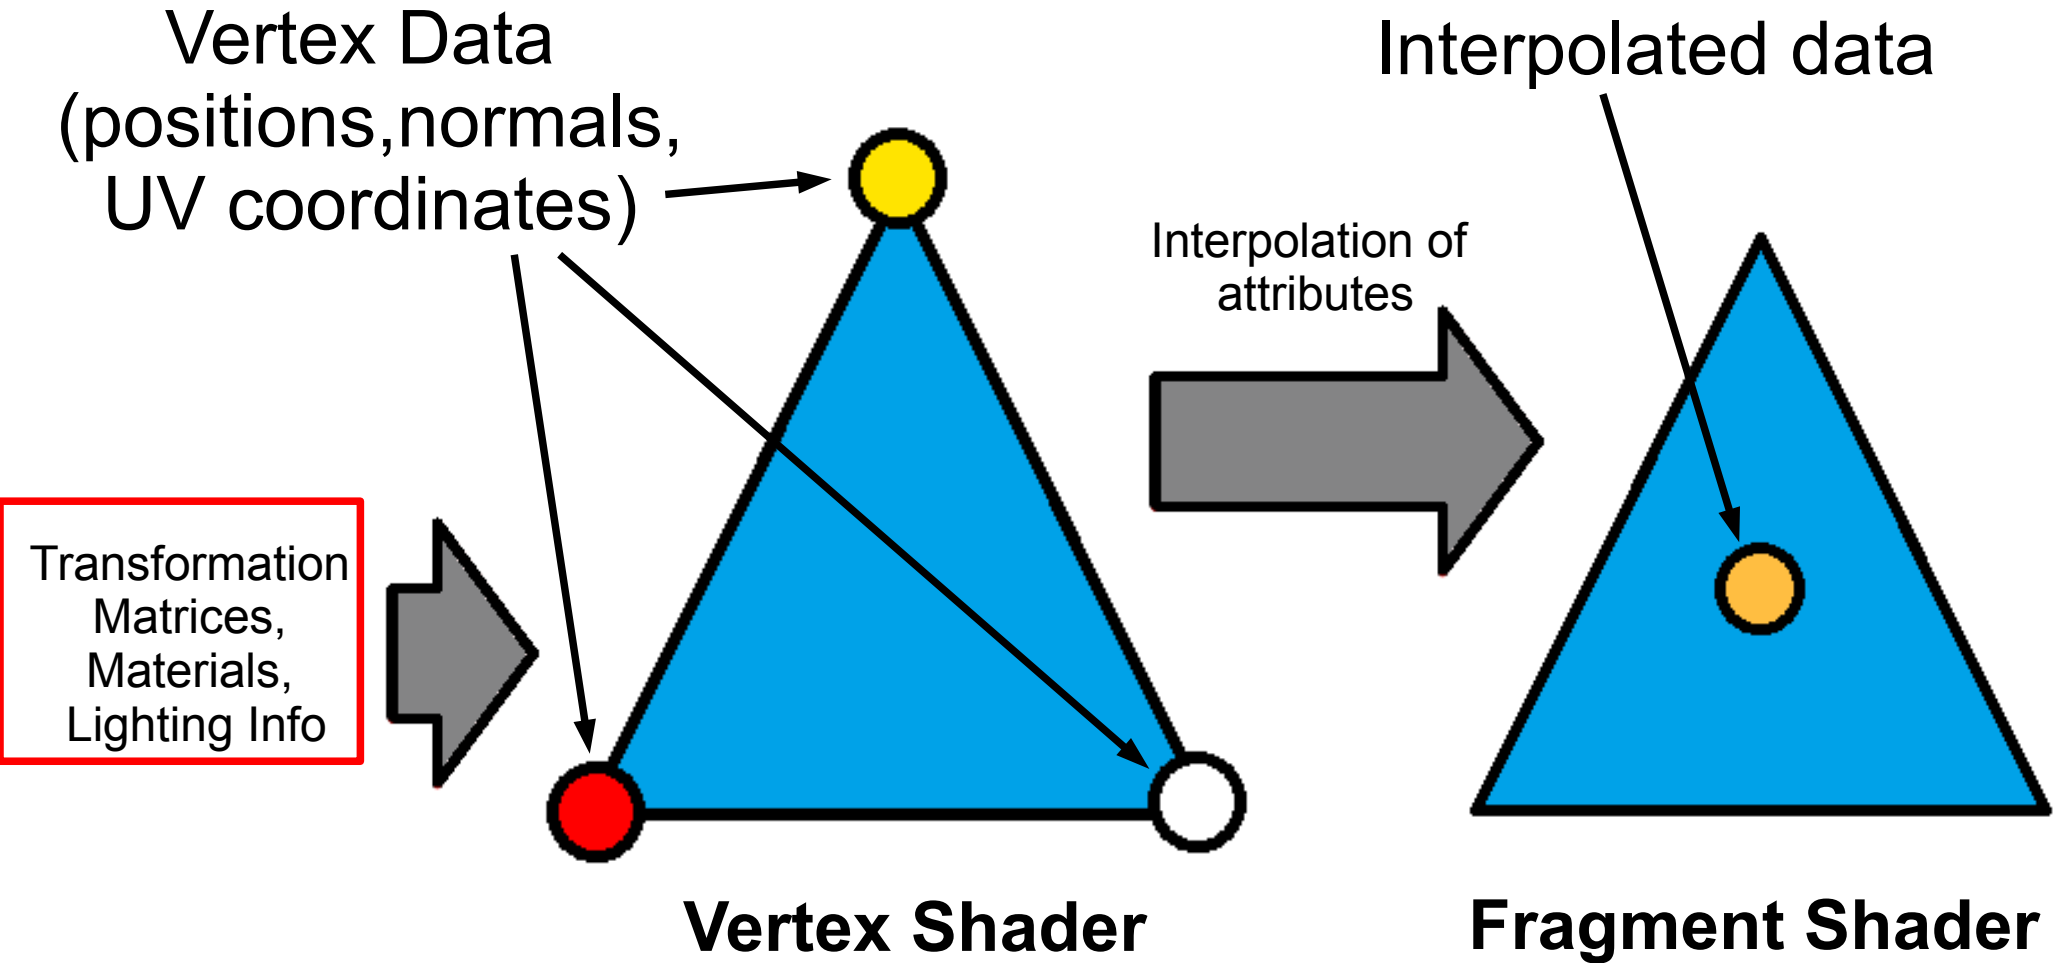 Vertex Data
(positions,normals,
UV coordinates)
Interpolated data
Interpolation of
attributes
Transformation
Matrices,
Materials,
Lighting Info
Vertex Shader
Fragment Shader